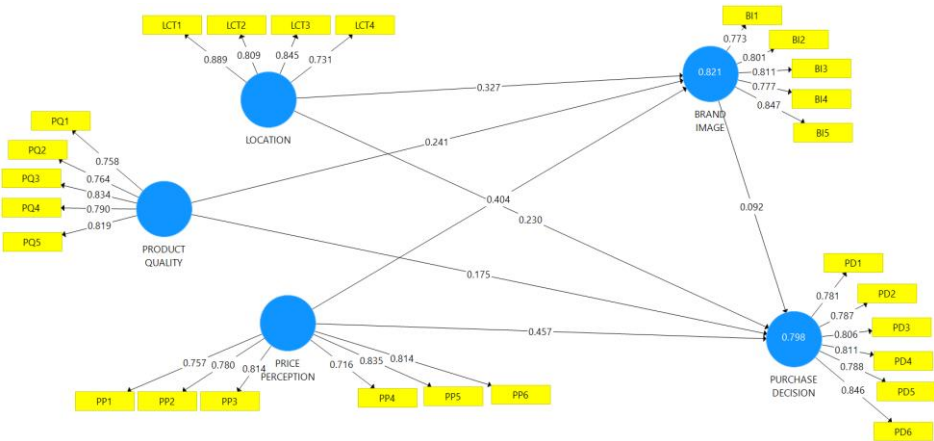 LCT1
LCT2
LCT3
LCT4
0.889
0.809
0.845
0.731
LOCATION
BI1
BI2
BI3
BI4
BI5
0.773
0.801
0.811
0.777
0.847
0.821
BRAND
IMAGE
0.327
0.241
0.404
0.230
0.092
0.175
0.457
PQ1
PQ2
PQ3
PQ4
PQ5
0.758
0.764
0.834
0.790
0.819
PRODUCT
QUALITY
PRICE
PERCEPTION
0.757
0.780
0.814
0.716
0.835
0.814
PP1
PP2
PP3
PP4
PP5
PP6
0.798
PURCHASE
DECISION
0.781
0.787
0.806
0.811
0.788
0.846
PD1
PD2
PD3
PD4
PD5
PD6